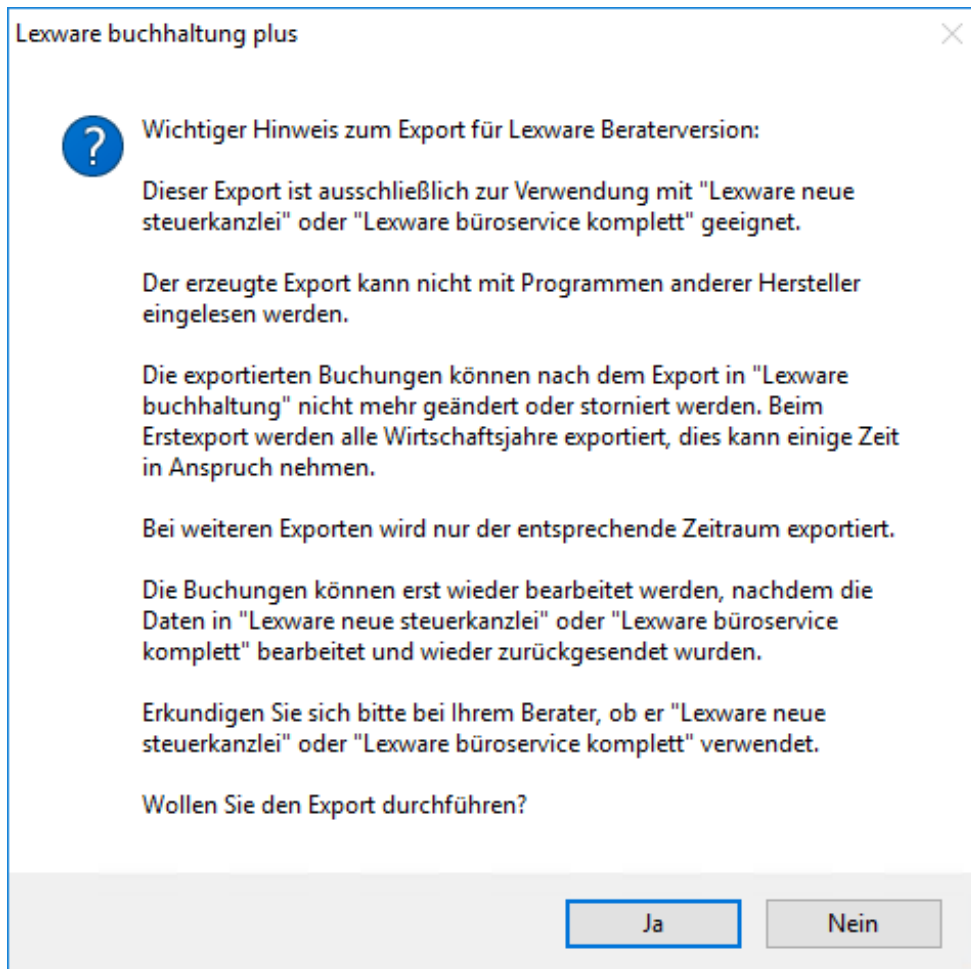 Lexware buchhaltung plus
?
Wichtiger Hinweis zum Export für Lexware Beraterversion:
Dieser Export ist ausschließlich zur Verwendung mit "Lexware neue
steuerkanzlei" oder "Lexware büroservice komplett" geeignet.
Der erzeugte Export kann nicht mit Programmen anderer Hersteller
eingelesen werden.
Die exportierten Buchungen können nach dem Export in "Lexware
buchhaltung" nicht mehr geändert oder storniert werden. Beim
Erstexport werden alle Wirtschaftsjahre exportiert, dies kann einige Zeit
in Anspruch nehmen.
Bei weiteren Exporten wird nur der entsprechende Zeitraum exportiert.
Die Buchungen können erst wieder bearbeitet werden, nachdem die
Daten in "Lexware neue steuerkanzlei" oder "Lexware büroservice
komplett" bearbeitet und wieder zurückgesendet wurden.
Erkundigen Sie sich bitte bei Ihrem Berater, ob er "Lexware neue
steuerkanzlei" oder "Lexware büroservice komplett" verwendet.
Wollen Sie den Export durchführen?
Ja
Nein